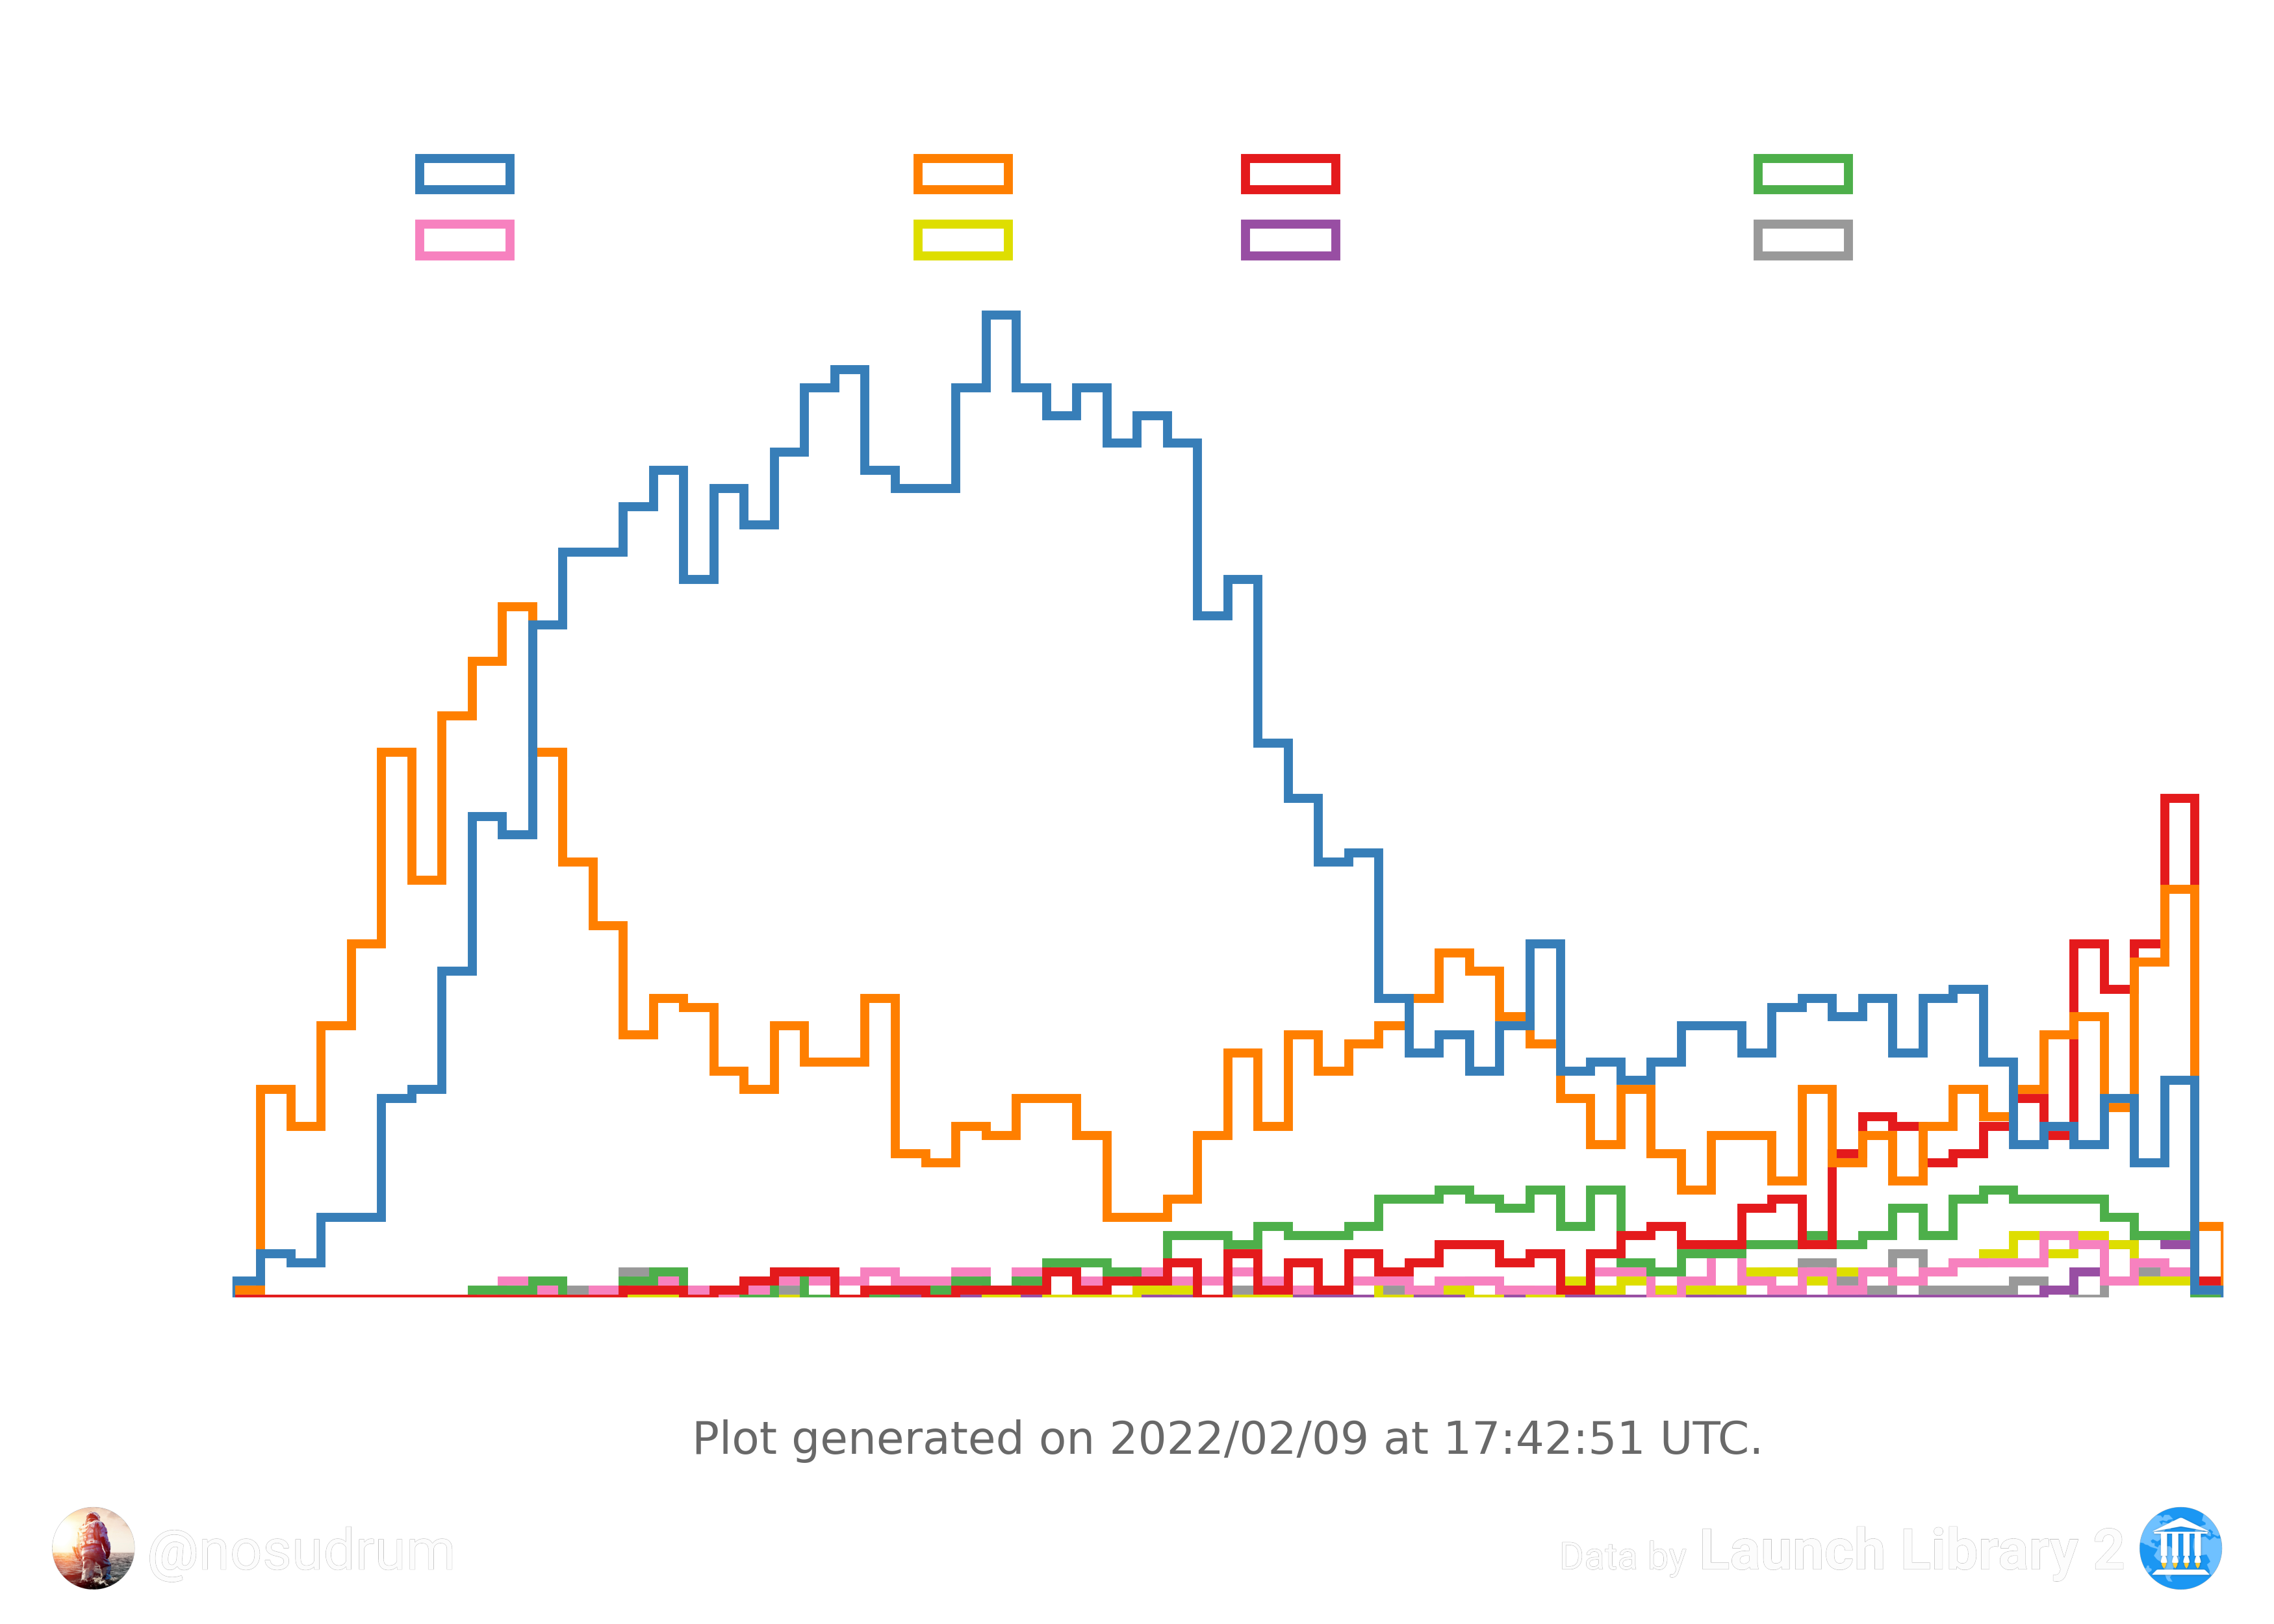 Plot generated on 2022/02/09 at 17:42:51 UTC.
@nosudrum
Data by Launch Library 2